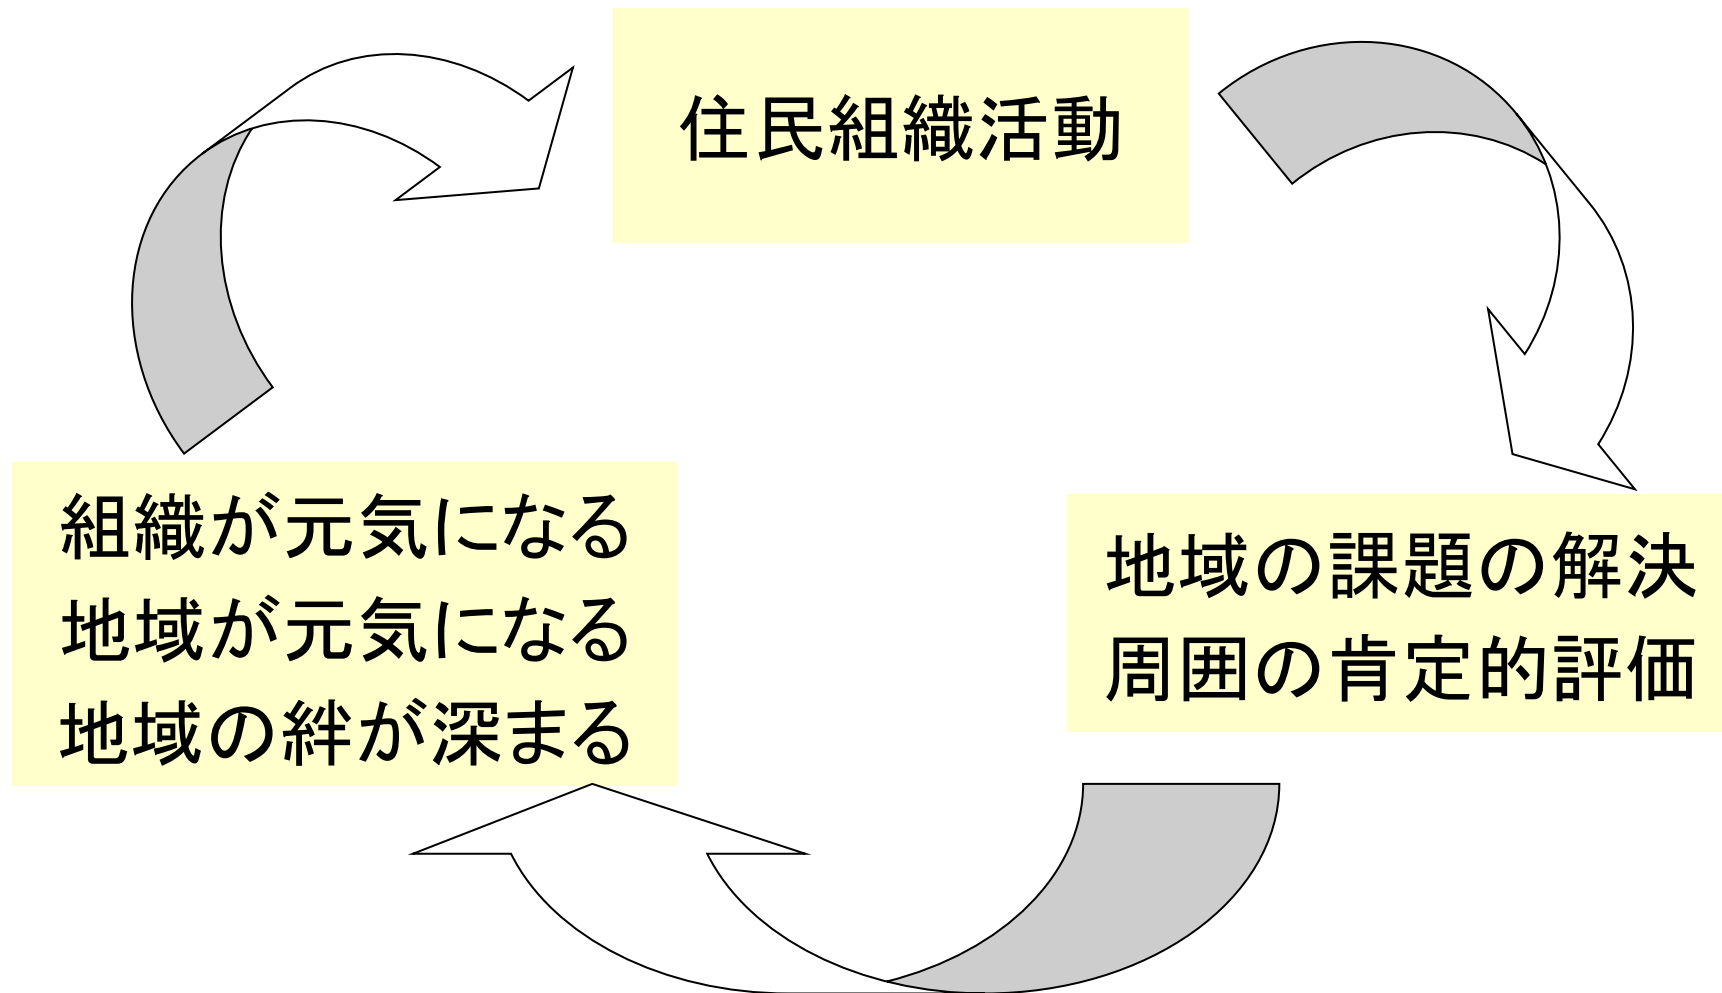 住民組織活動
組織が元気になる
地域が元気になる
地域の絆が深まる
地域の課題の解決
周囲の肯定的評価